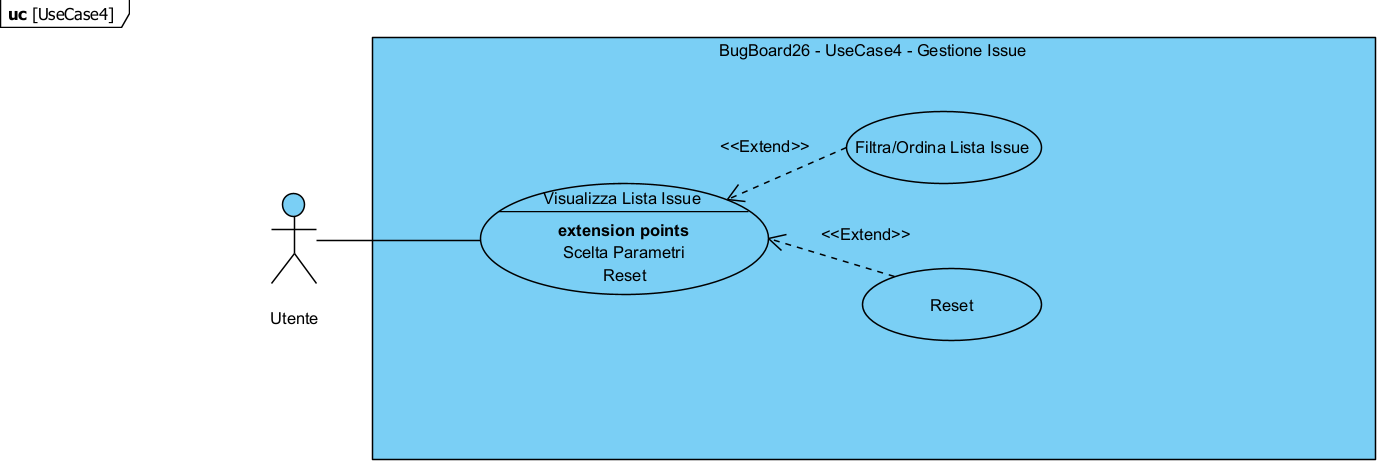 uc [UseCase4]
BugBoard26 - UseCase4 - Gestione Issue
<<Extend>>
Filtra/Ordina Lista Issue
Visualizza Lista Issue
extension points
Scelta Parametri
Reset
<<Extend>>
Reset
Utente